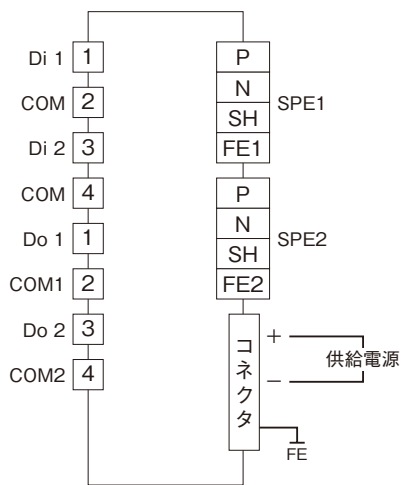 Di 1 1
COM 2
Di 2 3
COM 4
Do 1 1
COM1 2
Do 2 3
COM2 4
P
N
SH
FE1
SPE1
P
N
SH
FE2
SPE2
コネクタ
+
−
供給電源
FE